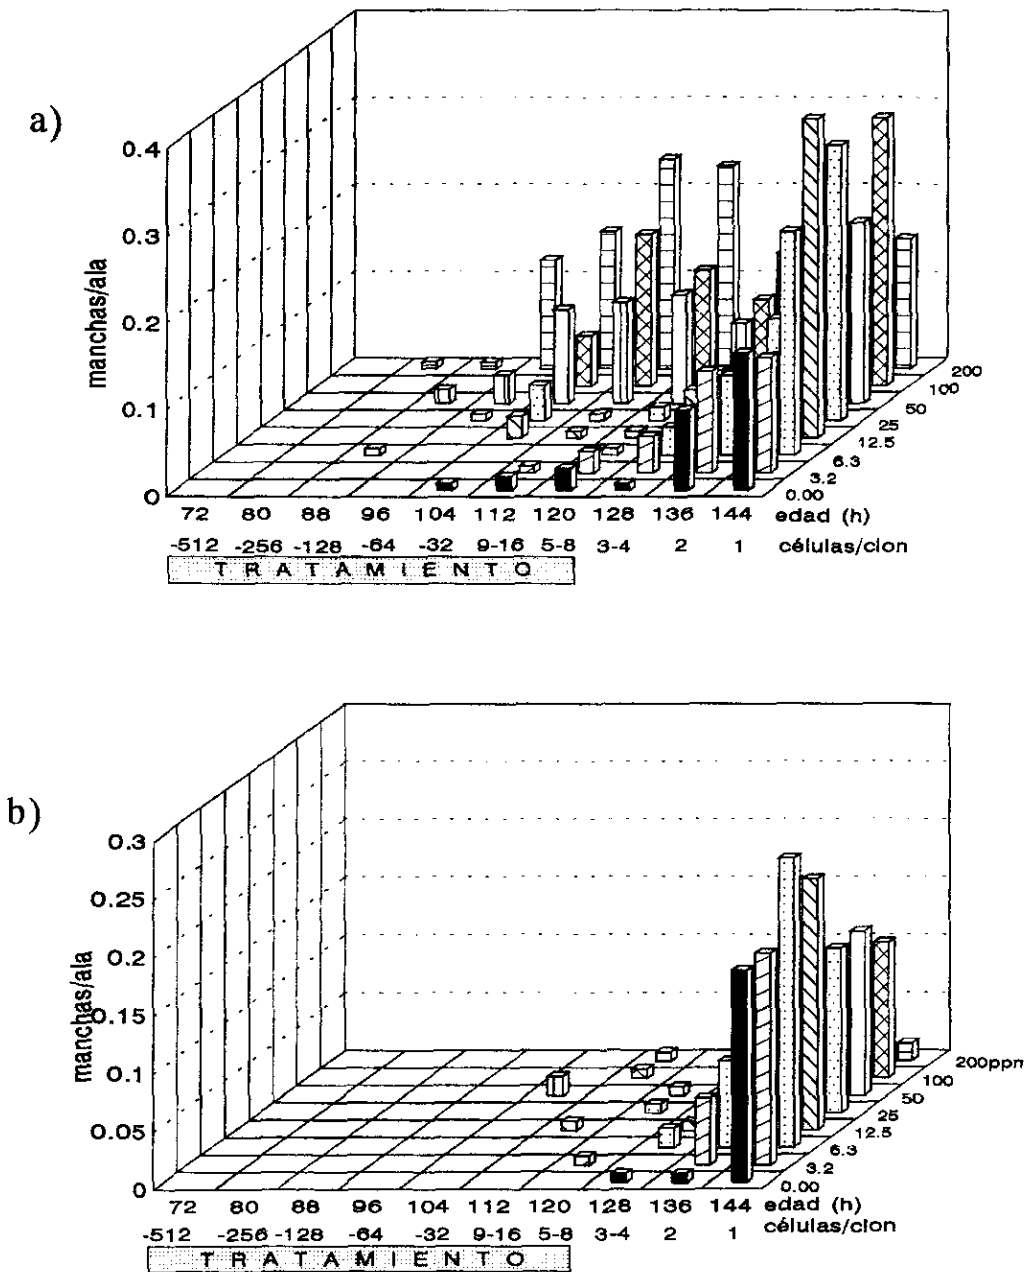 a)
manchas/ala
0.4
0.3
0.2
0.1
0
200
100
50
25
12.5
6.3
3.2
0.00
72 80 88 96 104 112 120 128 136 144 edad (h)
-512 -256 -128 -64 -32 9-16 5-8 3-4 2 1 células/clon
TRATAMIENTO
b)
manchas/ala
0.3
0.25
0.2
0.15
0.1
0.05
0
200ppm
100
50
25
12.5
6.3
3.2
0.00
72 80 88 96 104 112 120 128 136 144 edad (h)
-512 -256 -128 -64 -32 9-16 5-8 3-4 2 1 células/clon
TRATAMIENTO